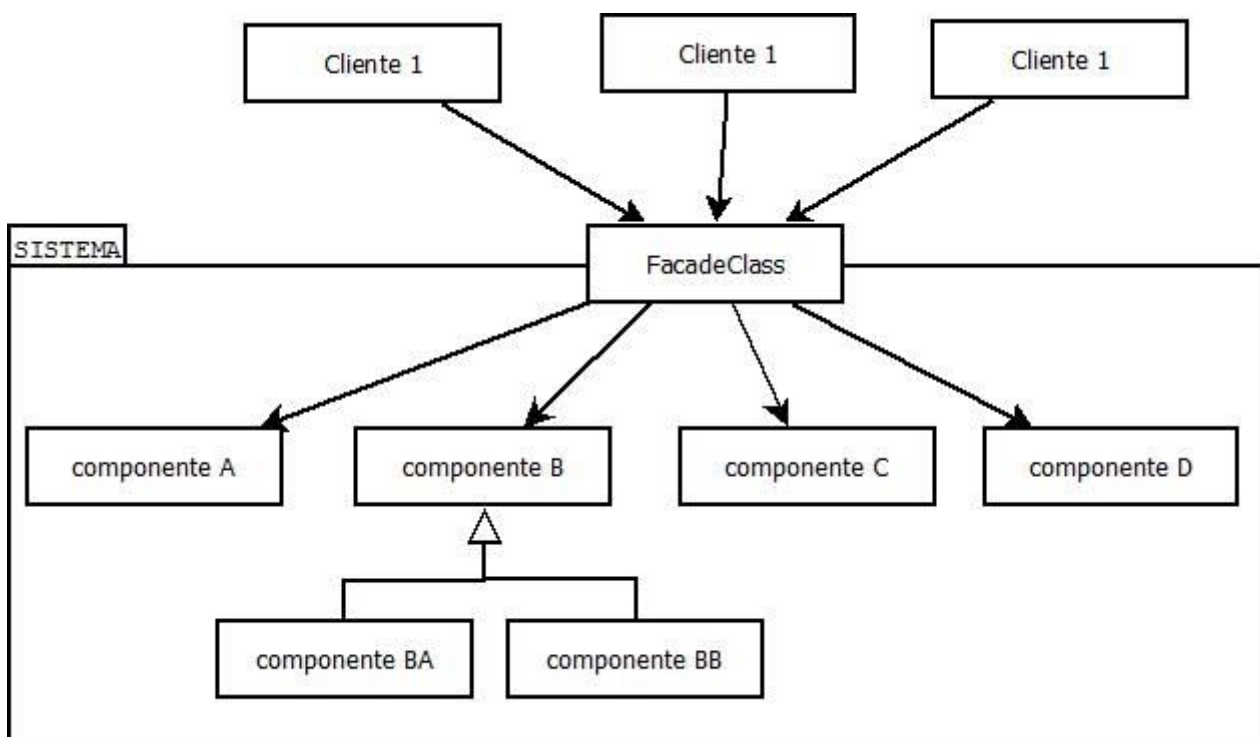 Cliente 1
Cliente 1
Cliente 1
SISTEMA
FacadeClass
componente A
componente B
componente C
componente D
componente BA
componente BB